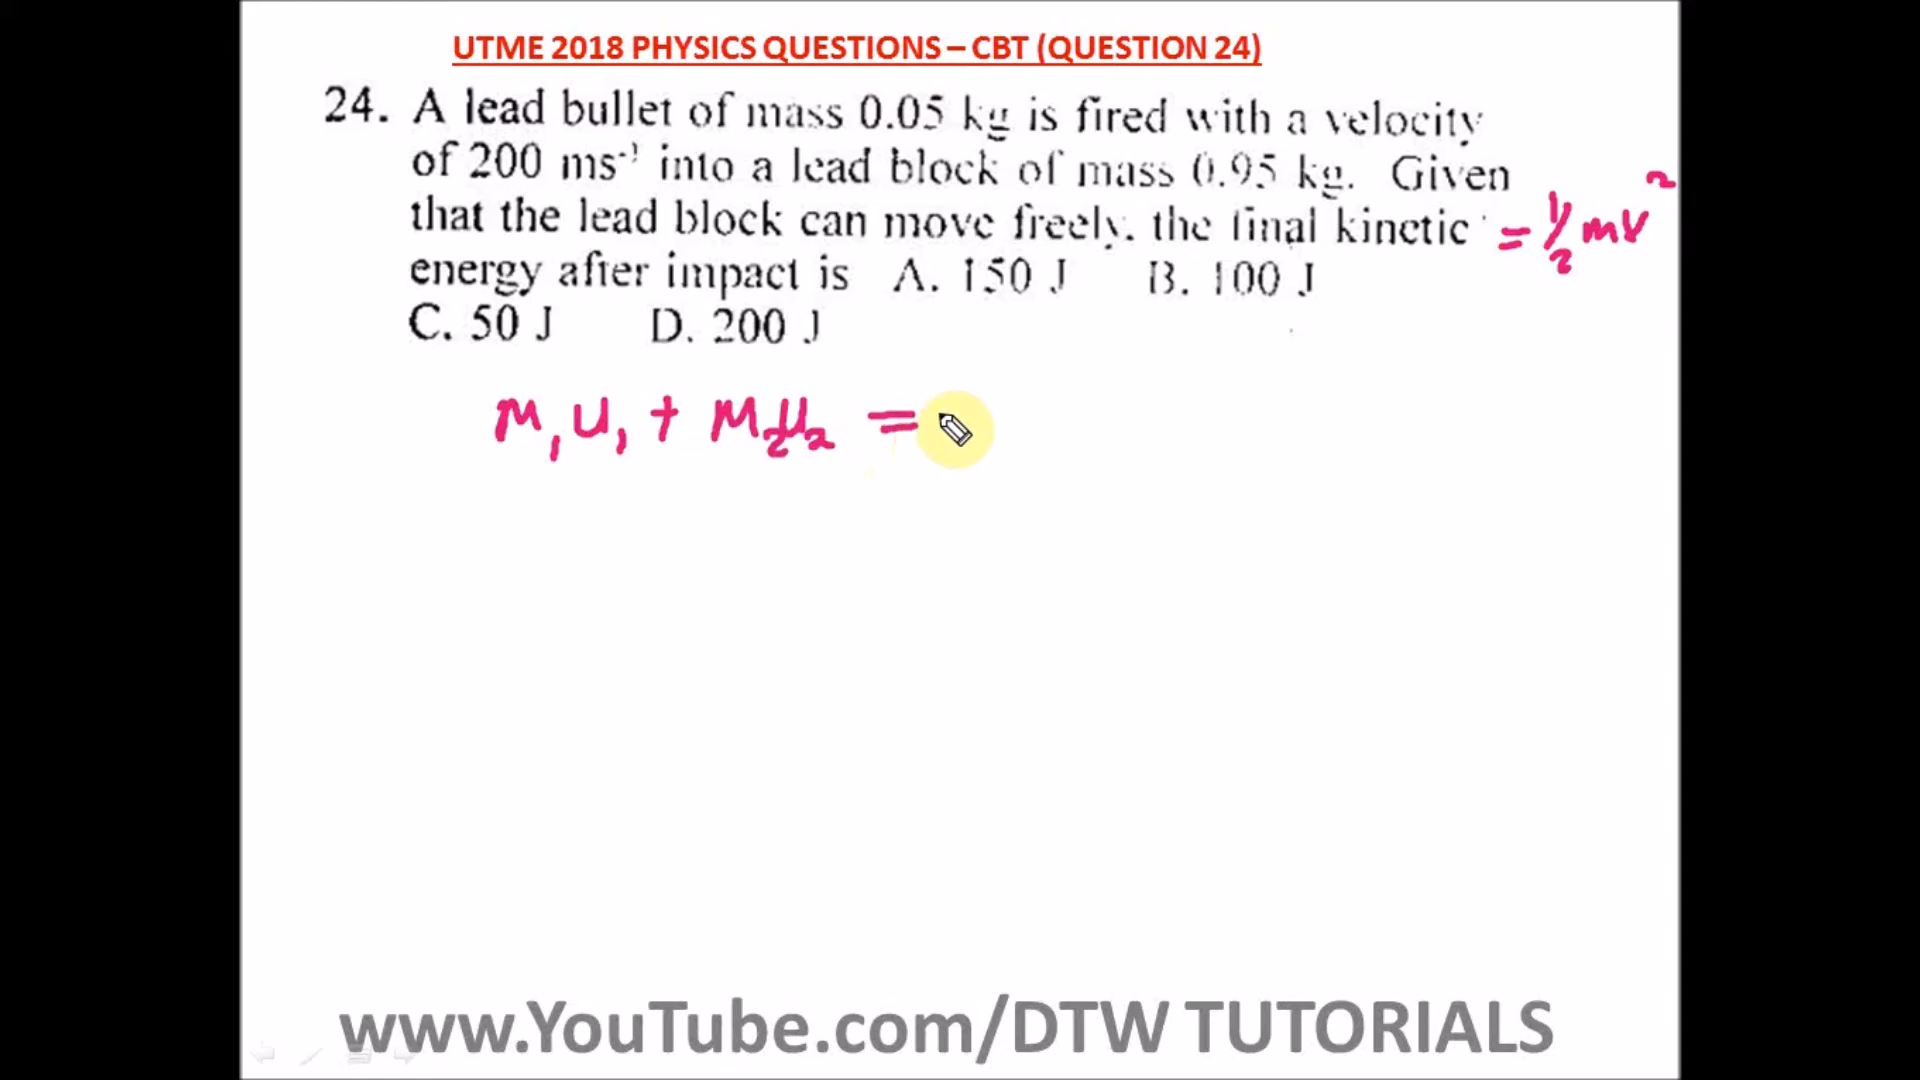 UTME 2018 PHYSICS QUESTIONS – CBT (QUESTION 24)
24. A lead bullet of mass 0.05 kg is fired with a velocity
of 200 ms⁻¹ into a lead block of mass 0.95 kg. Given
that the lead block can move freely. the final kinetic = 1/2 mv²
energy after impact is A. 150 J B. 100 J
C. 50 J D. 200 J
m₁u₁ + m₂u₂ =
www.YouTube.com/DTW TUTORIALS